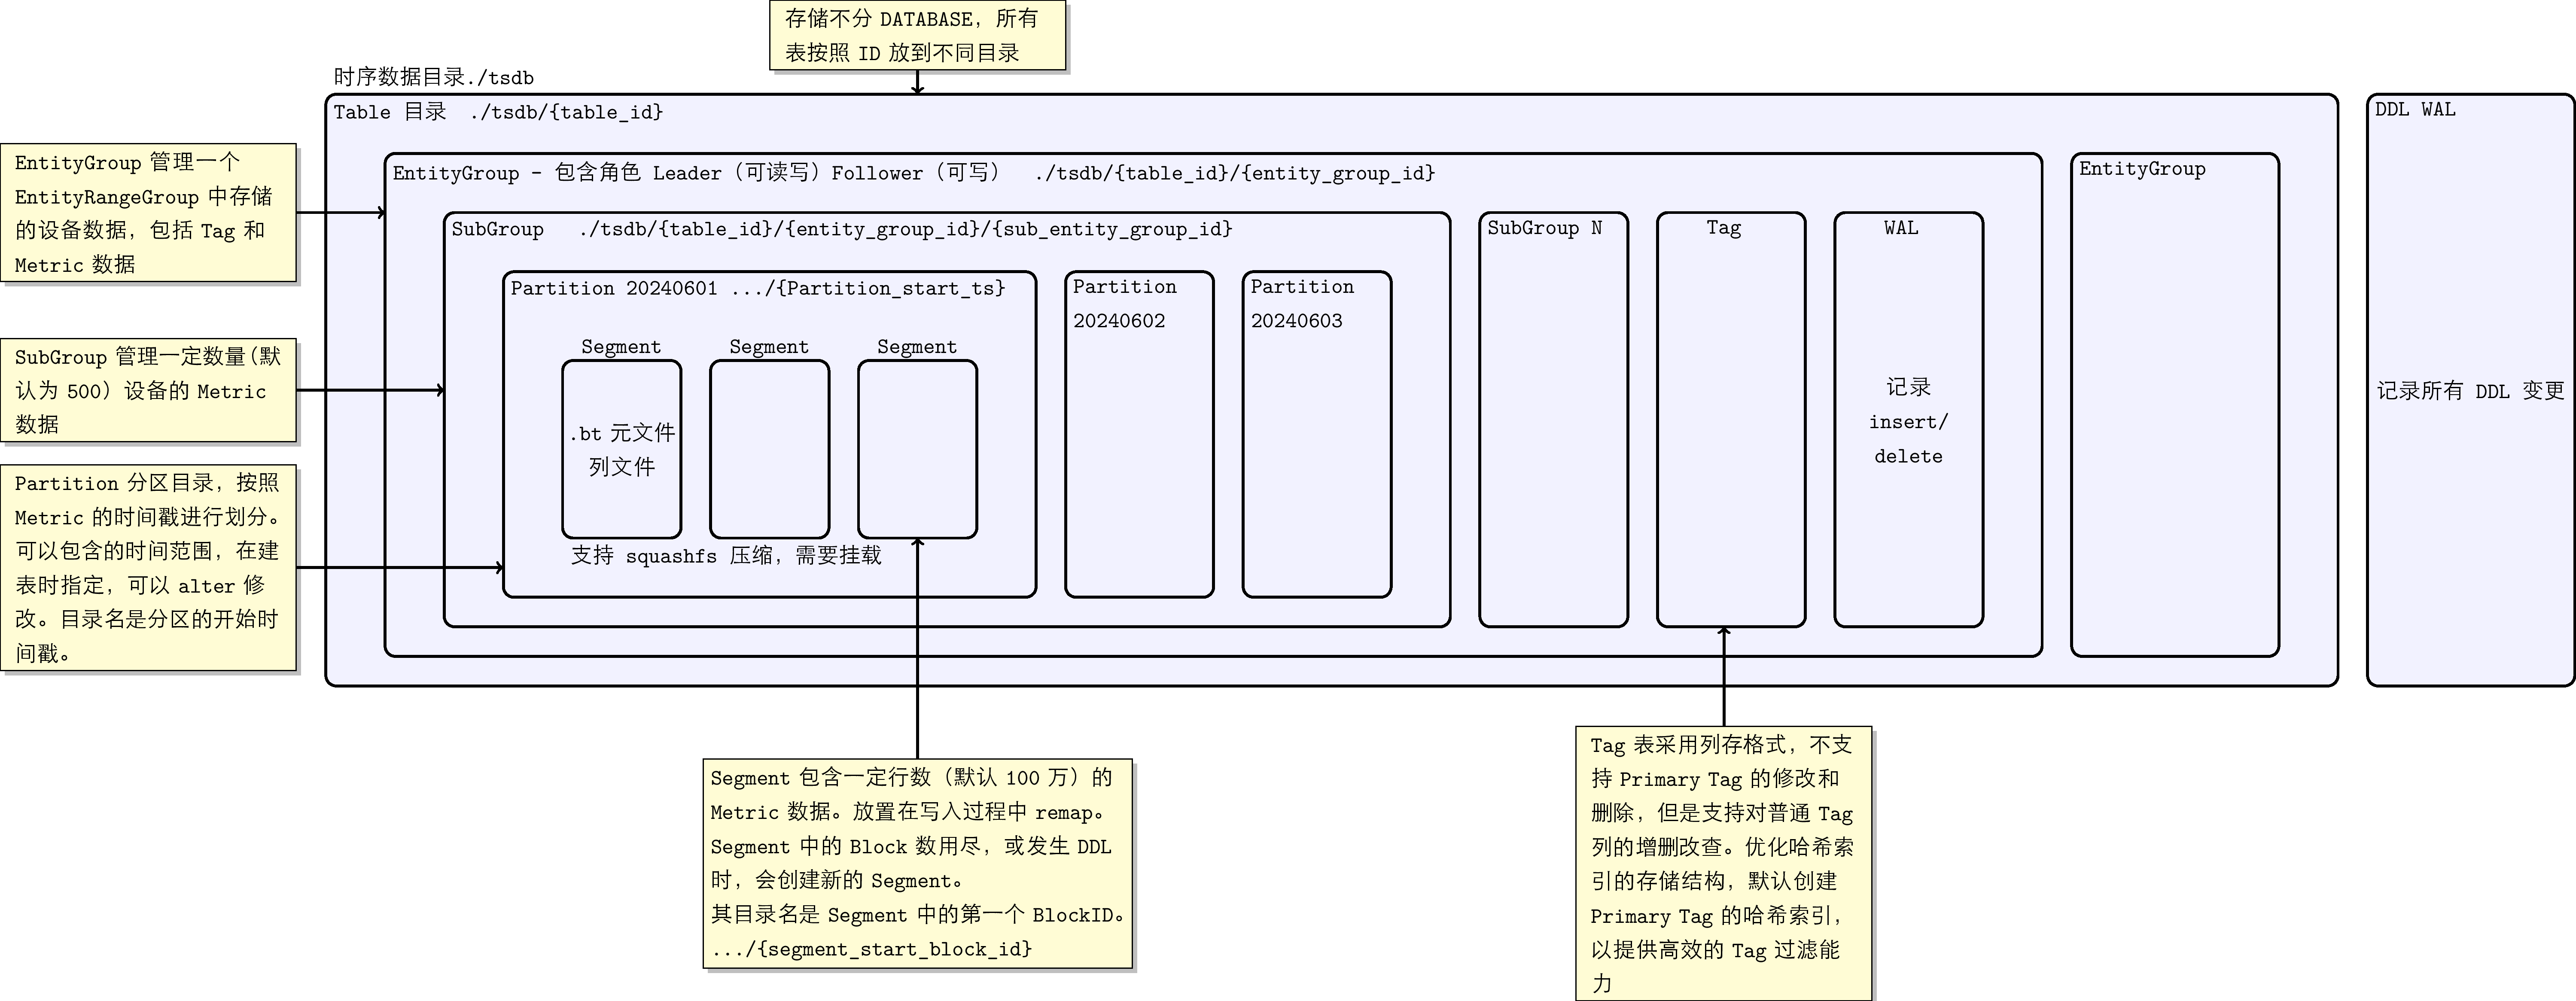 存储不分 DATABASE，所有
表按照 ID 放到不同目录
时序数据目录./tsdb
Table 目录 ./tsdb/{table_id}
DDL WAL
记录所有 DDL 变更
EntityGroup 管理一个
EntityRangeGroup 中存储
的设备数据，包括 Tag 和
Metric 数据
EntityGroup - 包含角色 Leader（可读写）Follower（可写） ./tsdb/{table_id}/{entity_group_id}
EntityGroup
SubGroup 管理一定数量(默
认为 500）设备的 Metric
数据
SubGroup ./tsdb/{table_id}/{entity_group_id}/{sub_entity_group_id}
SubGroup N
Tag
WAL
记录
insert/
delete
Partition 分区目录，按照
Metric 的时间戳进行划分。
可以包含的时间范围，在建
表时指定，可以 alter 修
改。目录名是分区的开始时
间戳。
Partition 20240601 .../{Partition_start_ts}
Partition
20240602
Partition
20240603
Segment
Segment
Segment
.bt 元文件
列文件
支持 squashfs 压缩，需要挂载
Segment 包含一定行数（默认 100 万）的
Metric 数据。放置在写入过程中 remap。
Segment 中的 Block 数用尽，或发生 DDL
时，会创建新的 Segment。
其目录名是 Segment 中的第一个 BlockID。
.../{segment_start_block_id}
Tag 表采用列存格式，不支
持 Primary Tag 的修改和
删除，但是支持对普通 Tag
列的增删改查。优化哈希索
引的存储结构，默认创建
Primary Tag 的哈希索引，
以提供高效的 Tag 过滤能
力